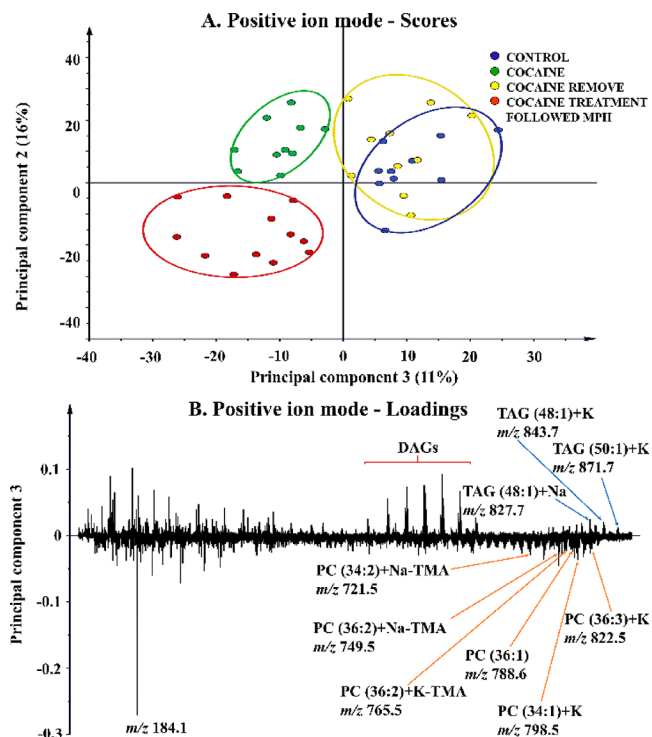 A. Positive ion mode - Scores
CONTROL
COCAINE
COCAINE REMOVE
COCAINE TREATMENT
FOLLOWED MPH
Principal component 2 (16%)
40
20
0
-20
-40
-40
-30
-20
-10
0
10
20
30
Principal component 3 (11%)
B. Positive ion mode - Loadings
TAG (48:1)+K
m/z 843.7
DAGs
TAG (50:1)+K
m/z 871.7
TAG (48:1)+Na
m/z 827.7
Principal component 3
0.1
0
-0.1
-0.2
-0.3
PC (34:2)+Na-TMA
m/z 721.5
PC (36:2)+Na-TMA
m/z 749.5
PC (36:2)+K-TMA
m/z 765.5
PC (36:1)
m/z 788.6
PC (36:3)+K
m/z 822.5
PC (34:1)+K
m/z 798.5
m/z 184.1